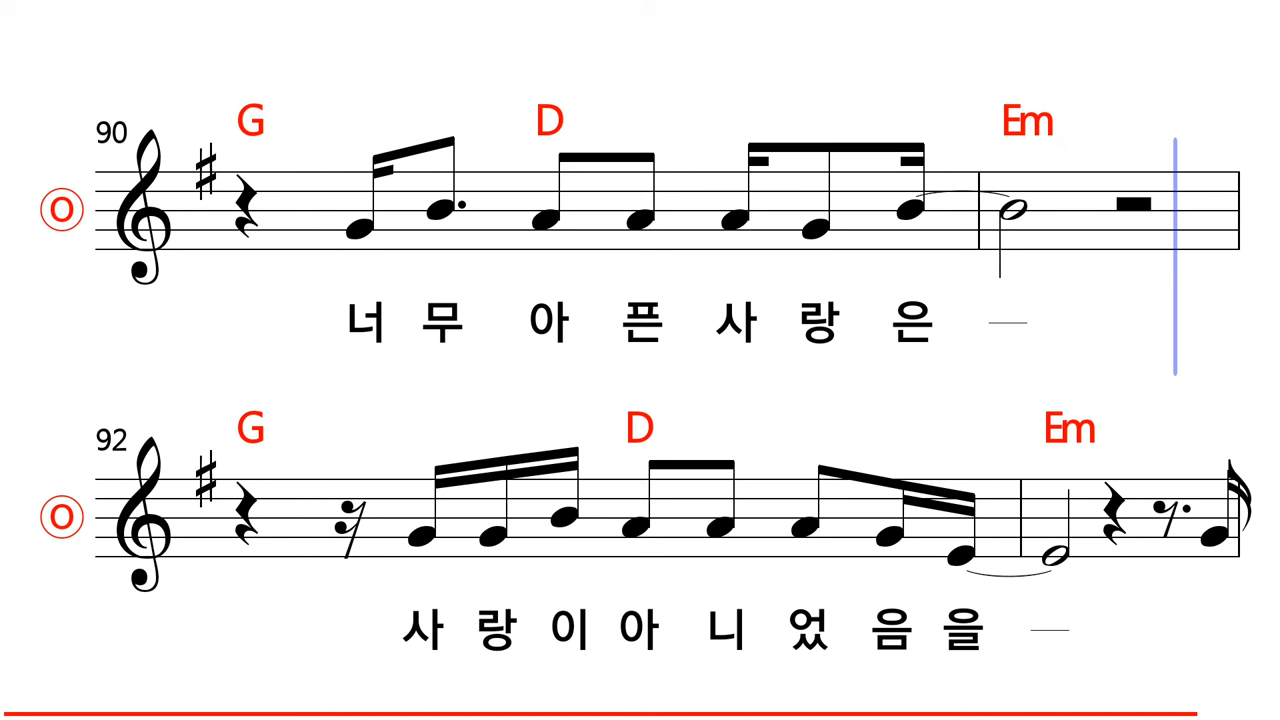 90 G D Em
O
너 무 아 픈 사 랑 은 —
92 G D Em
O
사 랑 이 아 니 었 음 을 —